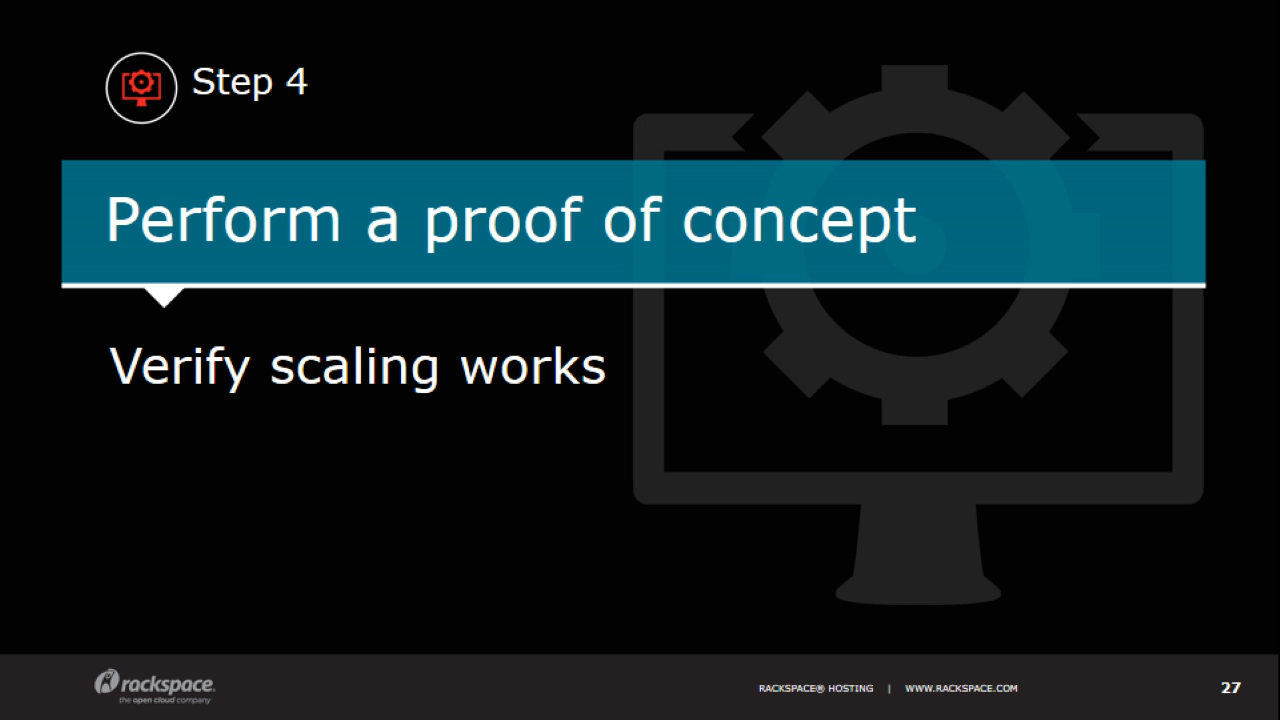 Step 4
Perform a proof of concept
Verify scaling works
rackspace.
the open cloud company
RACKSPACE® HOSTING | WWW.RACKSPACE.COM
27